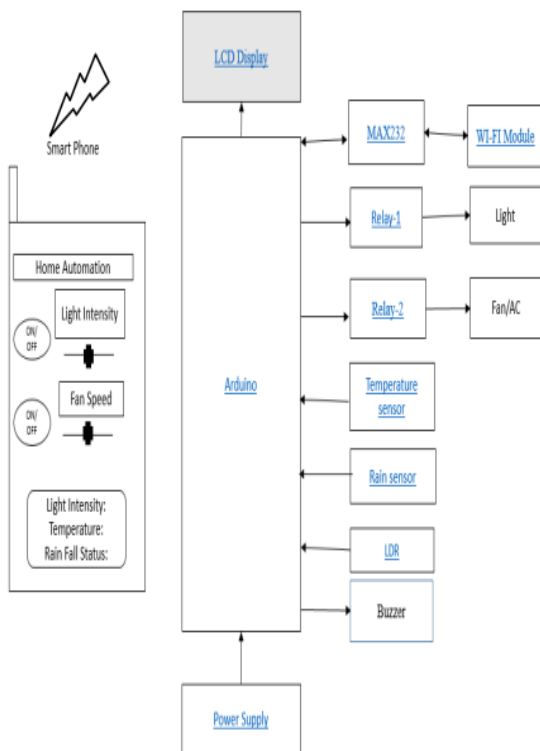 LCD Display
Smart Phone
MAX232
WI-FI Module
Relay-1
Light
Home Automation
Light Intensity
ON/
OFF
Relay-2
Fan/AC
Fan Speed
ON/
OFF
Arduino
Temperature
sensor
Rain sensor
Light Intensity:
Temperature:
Rain Fall Status:
LDR
Buzzer
Power Supply